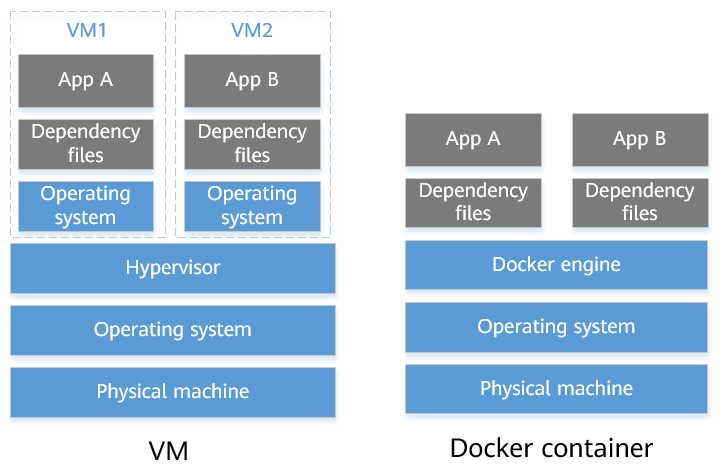 VM1
App A
Dependency
files
Operating
system
VM2
App B
Dependency
files
Operating
system
Hypervisor
Operating system
Physical machine
VM
App A
Dependency
files
App B
Dependency
files
Docker engine
Operating system
Physical machine
Docker container